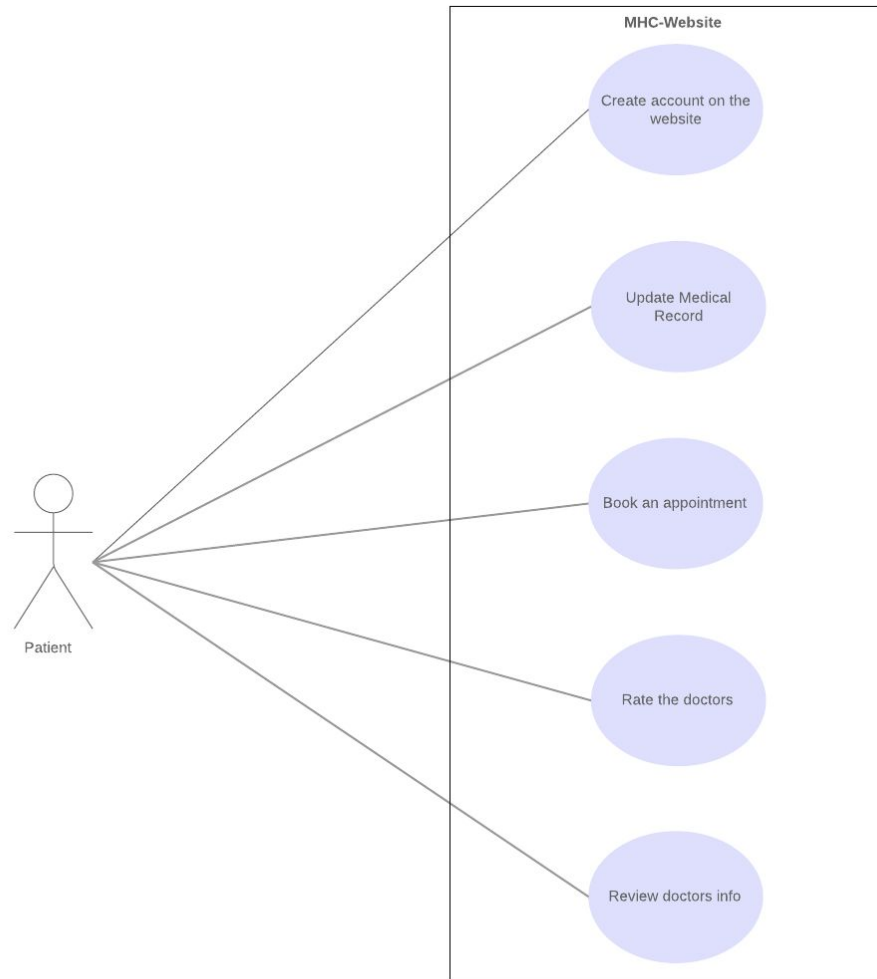 MHC-Website
Create account on the
website
Update Medical
Record
Book an appointment
Patient
Rate the doctors
Review doctors info